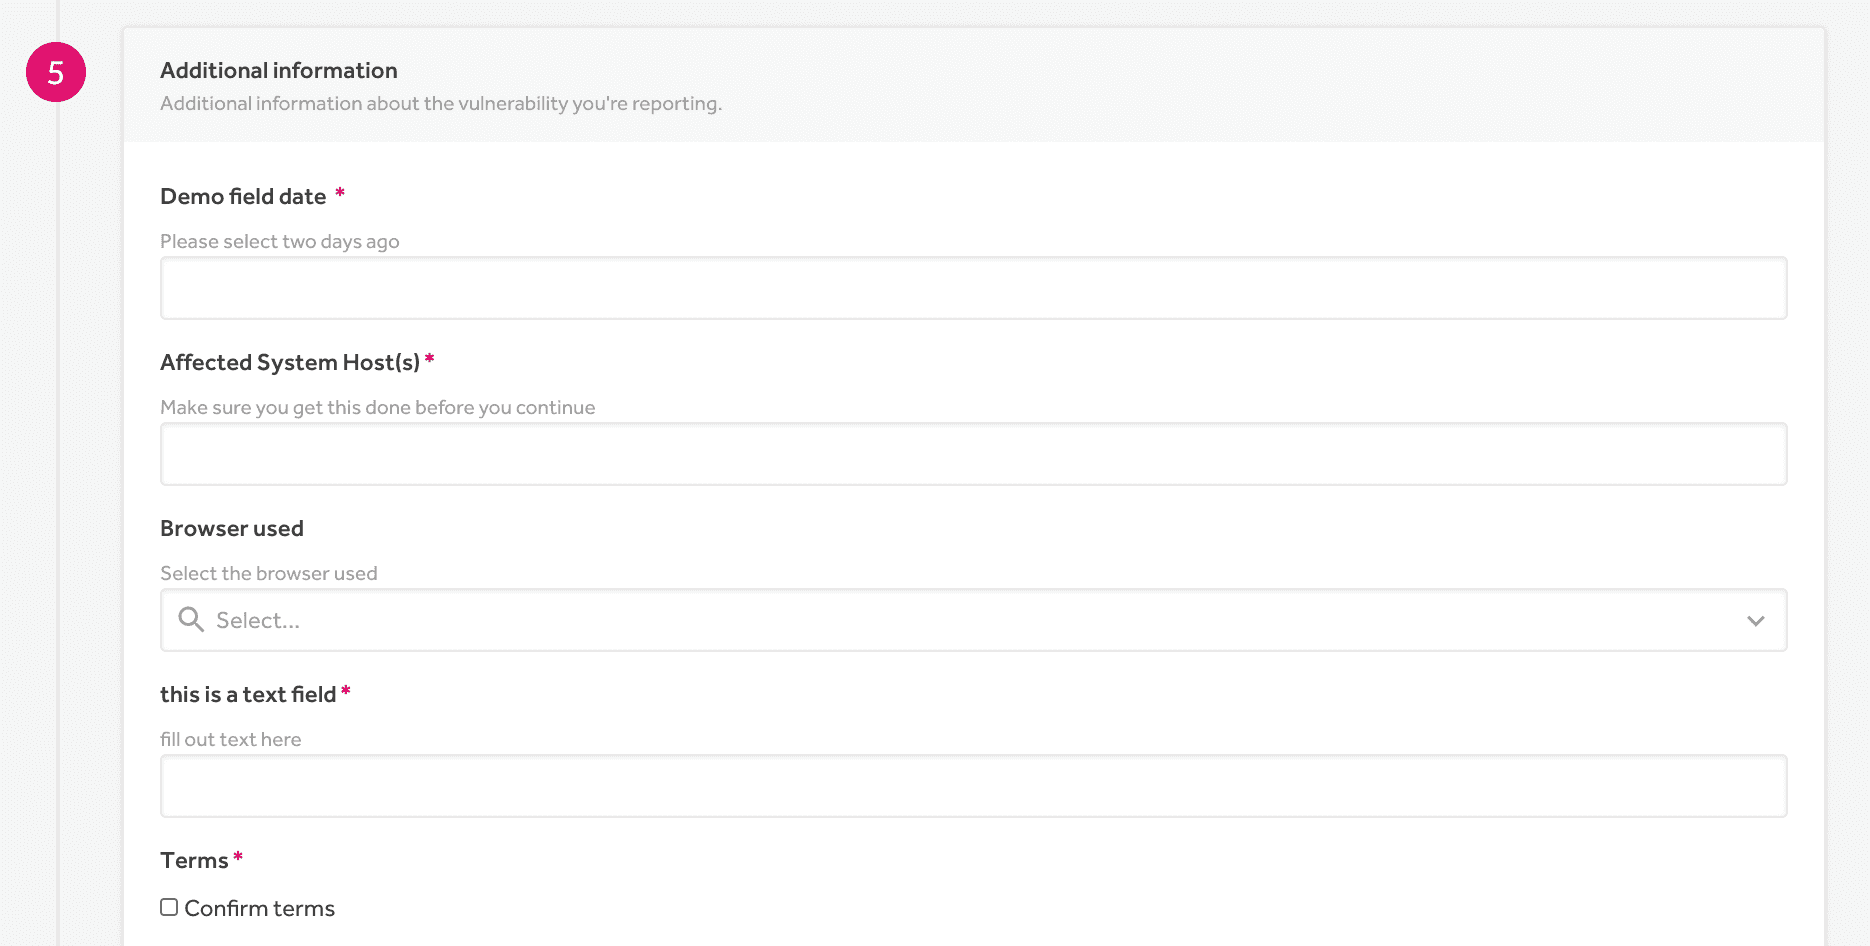 5
Additional information
Additional information about the vulnerability you're reporting.
Demo field date *
Please select two days ago
Affected System Host(s) *
Make sure you get this done before you continue
Browser used
Select the browser used
Select...
this is a text field *
fill out text here
Terms *
Confirm terms